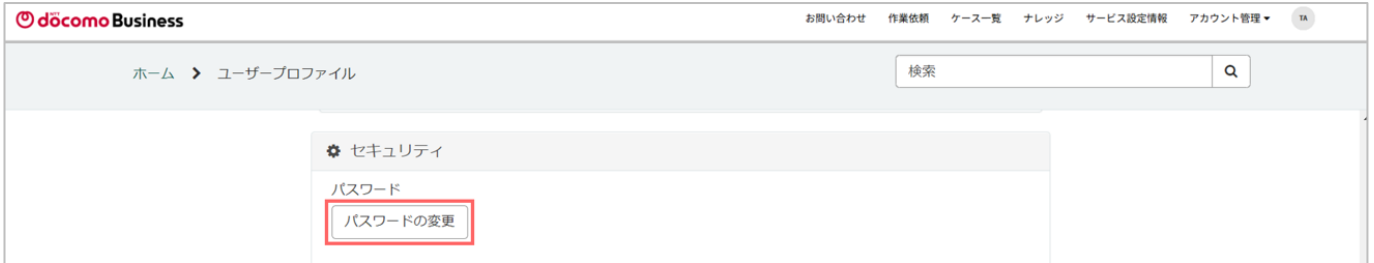 NTT döcomo Business
お問い合わせ 作業依頼 ケース一覧 ナレッジ サービス設定情報 アカウント管理 TA
ホーム > ユーザープロファイル 検索
セキュリティ
パスワード
パスワードの変更